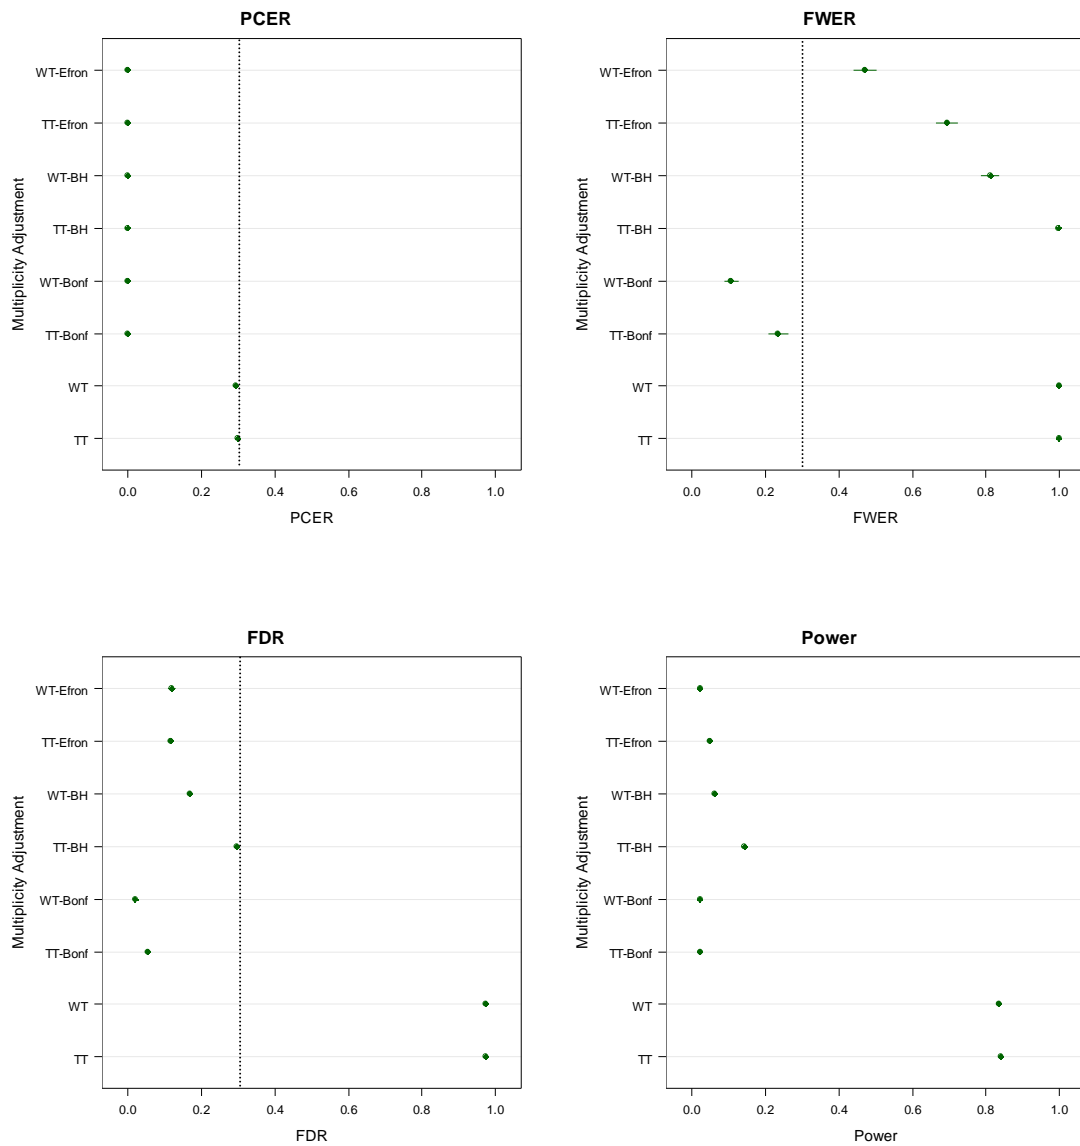 PCER
Multiplicity Adjustment
WT-Efron
TT-Efron
WT-BH
TT-BH
WT-Bonf
TT-Bonf
WT
TT
0.0 0.2 0.4 0.6 0.8 1.0
PCER
FWER
Multiplicity Adjustment
WT-Efron
TT-Efron
WT-BH
TT-BH
WT-Bonf
TT-Bonf
WT
TT
0.0 0.2 0.4 0.6 0.8 1.0
FWER
FDR
Multiplicity Adjustment
WT-Efron
TT-Efron
WT-BH
TT-BH
WT-Bonf
TT-Bonf
WT
TT
0.0 0.2 0.4 0.6 0.8 1.0
FDR
Power
Multiplicity Adjustment
WT-Efron
TT-Efron
WT-BH
TT-BH
WT-Bonf
TT-Bonf
WT
TT
0.0 0.2 0.4 0.6 0.8 1.0
Power